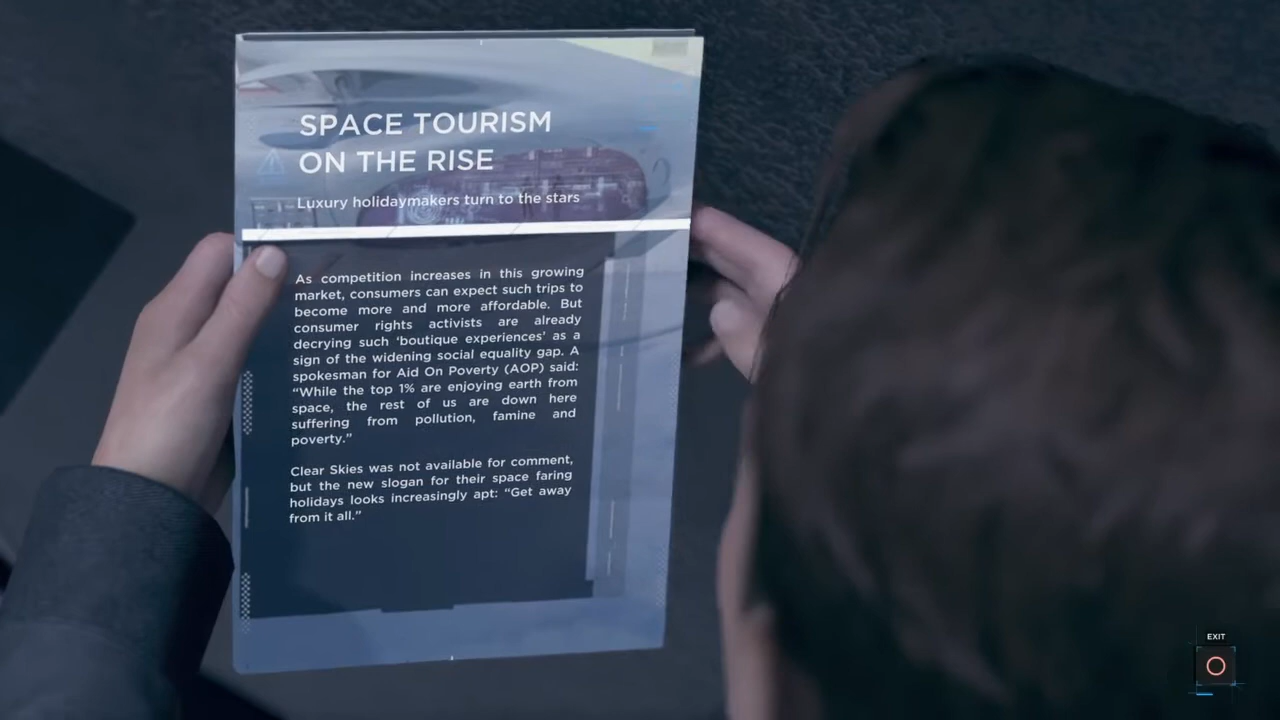 SPACE TOURISM
ON THE RISE
Luxury holidaymakers turn to the stars
As competition increases in this growing
market, consumers can expect such trips to
become more and more affordable. But
consumer rights activists are already
decrying such ‘boutique experiences’ as a
sign of the widening social equality gap. A
spokesman for Aid On Poverty (AOP) said:
“While the top 1% are enjoying earth from
space, the rest of us are down here
suffering from pollution, famine and
poverty.”
Clear Skies was not available for comment,
but the new slogan for their space faring
holidays looks increasingly apt: “Get away
from it all.”
EXIT